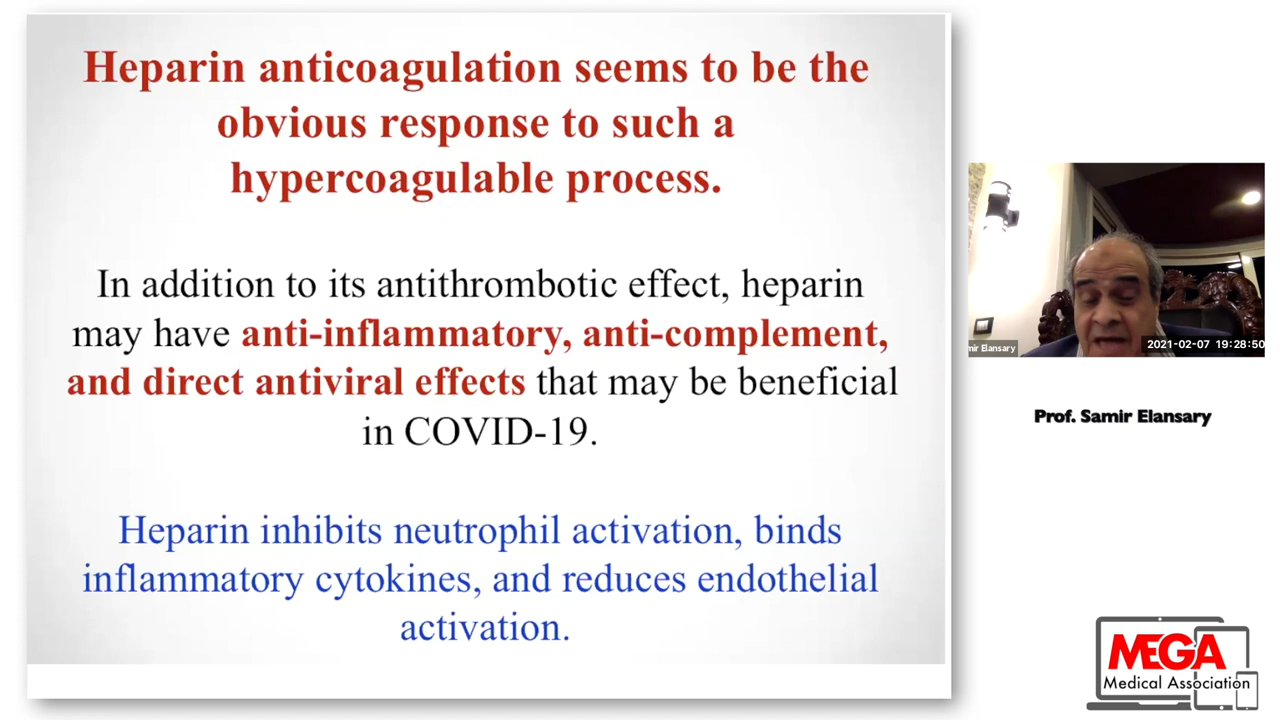 Heparin anticoagulation seems to be the
obvious response to such a
hypercoagulable process.
In addition to its antithrombotic effect, heparin
may have anti-inflammatory, anti-complement,
and direct antiviral effects that may be beneficial
in COVID-19.
Heparin inhibits neutrophil activation, binds
inflammatory cytokines, and reduces endothelial
activation.
mir Elansary
2021-02-07 19:28:50
Prof. Samir Elansary
MEGA
Medical Association